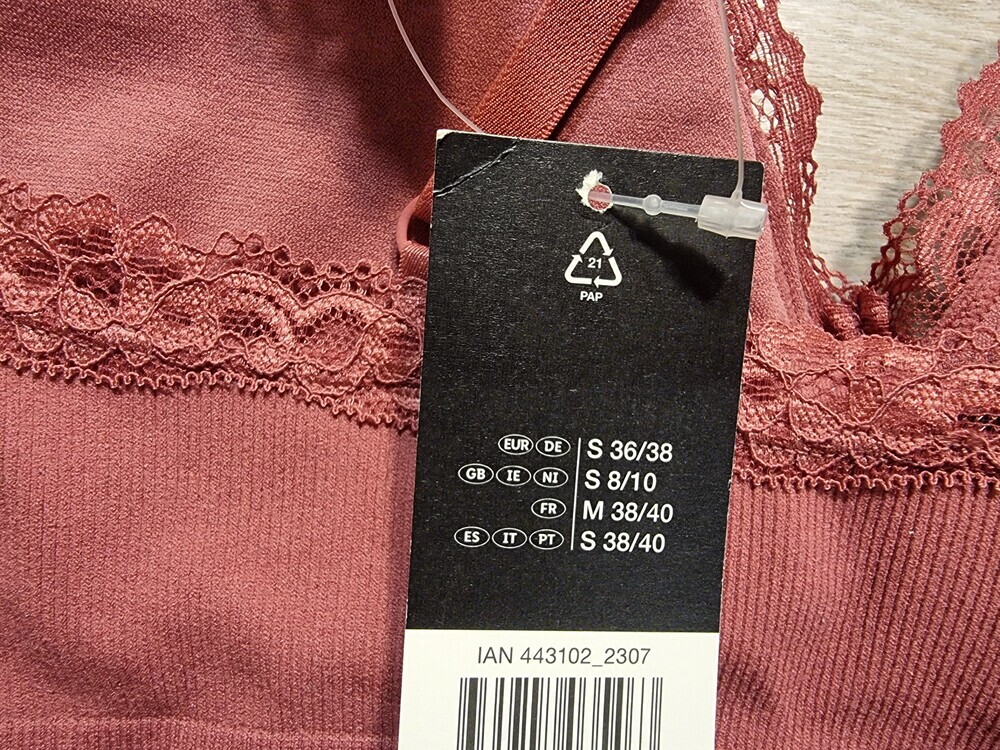 21
PAP
EUR DE S 36/38
GB IE NI S 8/10
FR M 38/40
ES IT PT S 38/40
IAN 443102_2307